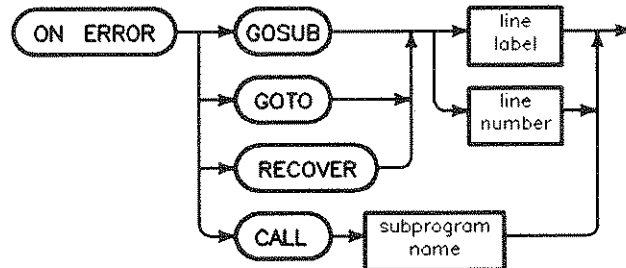 ON ERROR
GOSUB
line
label
GOTO
line
number
RECOVER
CALL
subprogram
name